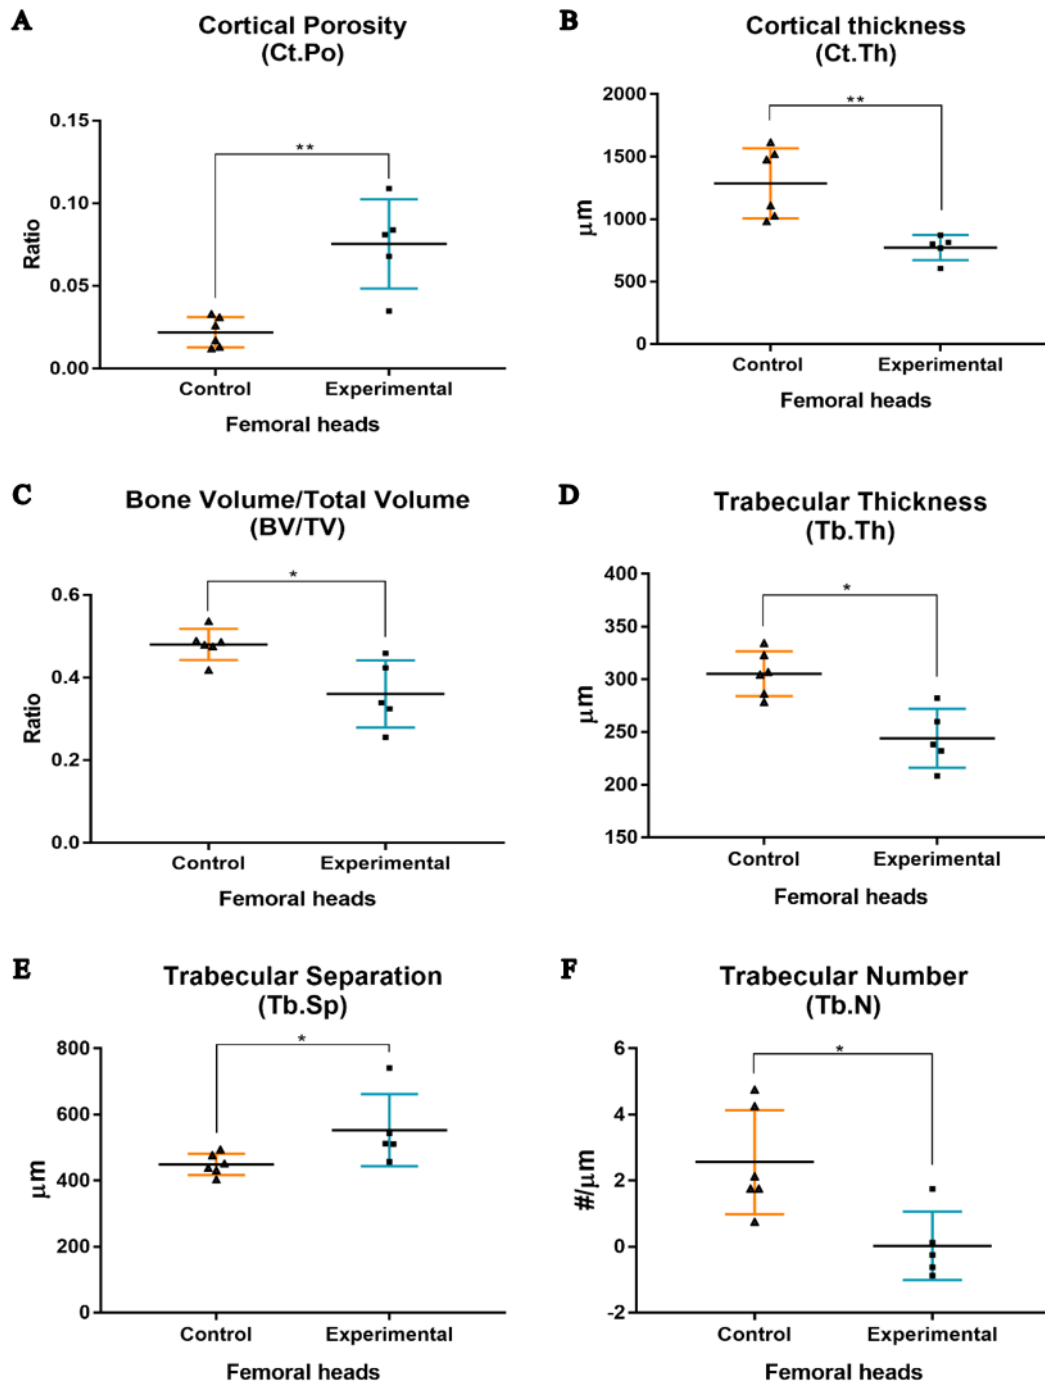 A
Cortical Porosity
(Ct.Po)
0.15
0.10
0.05
0.00
Ratio
**
Control
Experimental
Femoral heads
B
Cortical thickness
(Ct.Th)
2000
1500
1000
500
0
µm
**
Control
Experimental
Femoral heads
C
Bone Volume/Total Volume
(BV/TV)
0.6
0.4
0.2
0.0
Ratio
*
Control
Experimental
Femoral heads
D
Trabecular Thickness
(Tb.Th)
400
350
300
250
200
150
µm
*
Control
Experimental
Femoral heads
E
Trabecular Separation
(Tb.Sp)
800
600
400
200
0
µm
*
Control
Experimental
Femoral heads
F
Trabecular Number
(Tb.N)
6
4
2
0
-2
#/µm
*
Control
Experimental
Femoral heads